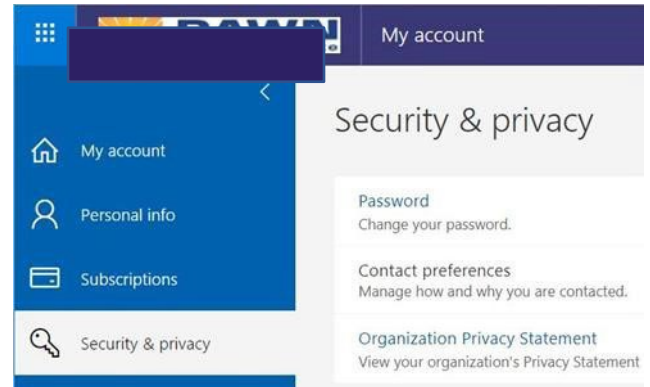 My account
Security & privacy
My account
Personal info
Subscriptions
Security & privacy
Password
Change your password.
Contact preferences
Manage how and why you are contacted.
Organization Privacy Statement
View your organization's Privacy Statement